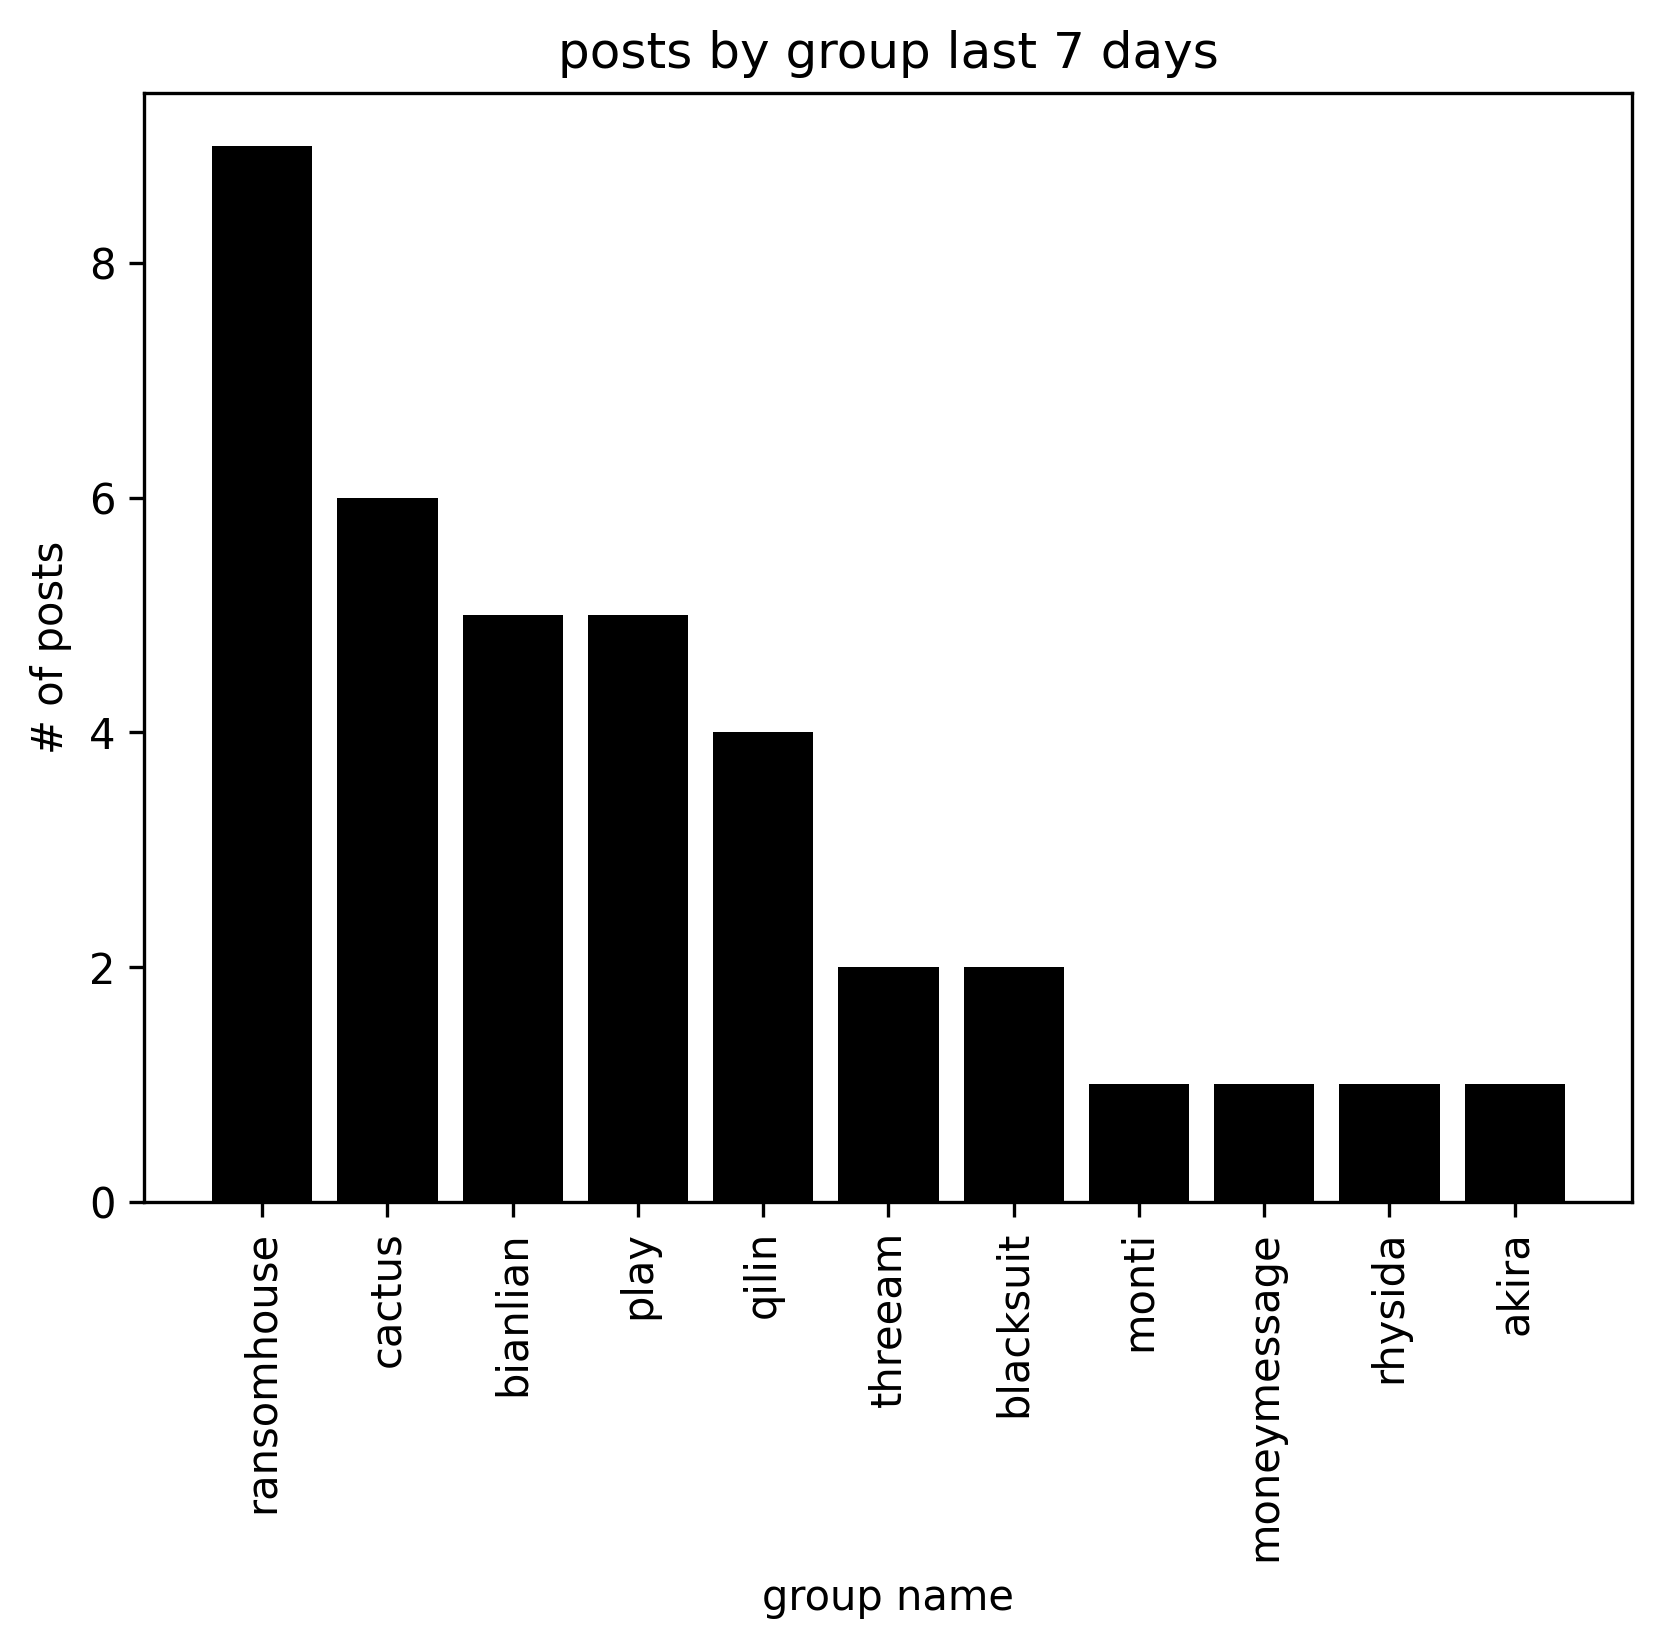 posts by group last 7 days
# of posts
8
6
4
2
0
ransomhouse
cactus
bianlian
play
qilin
threeam
blacksuit
monti
moneymessage
rhysida
akira
group name